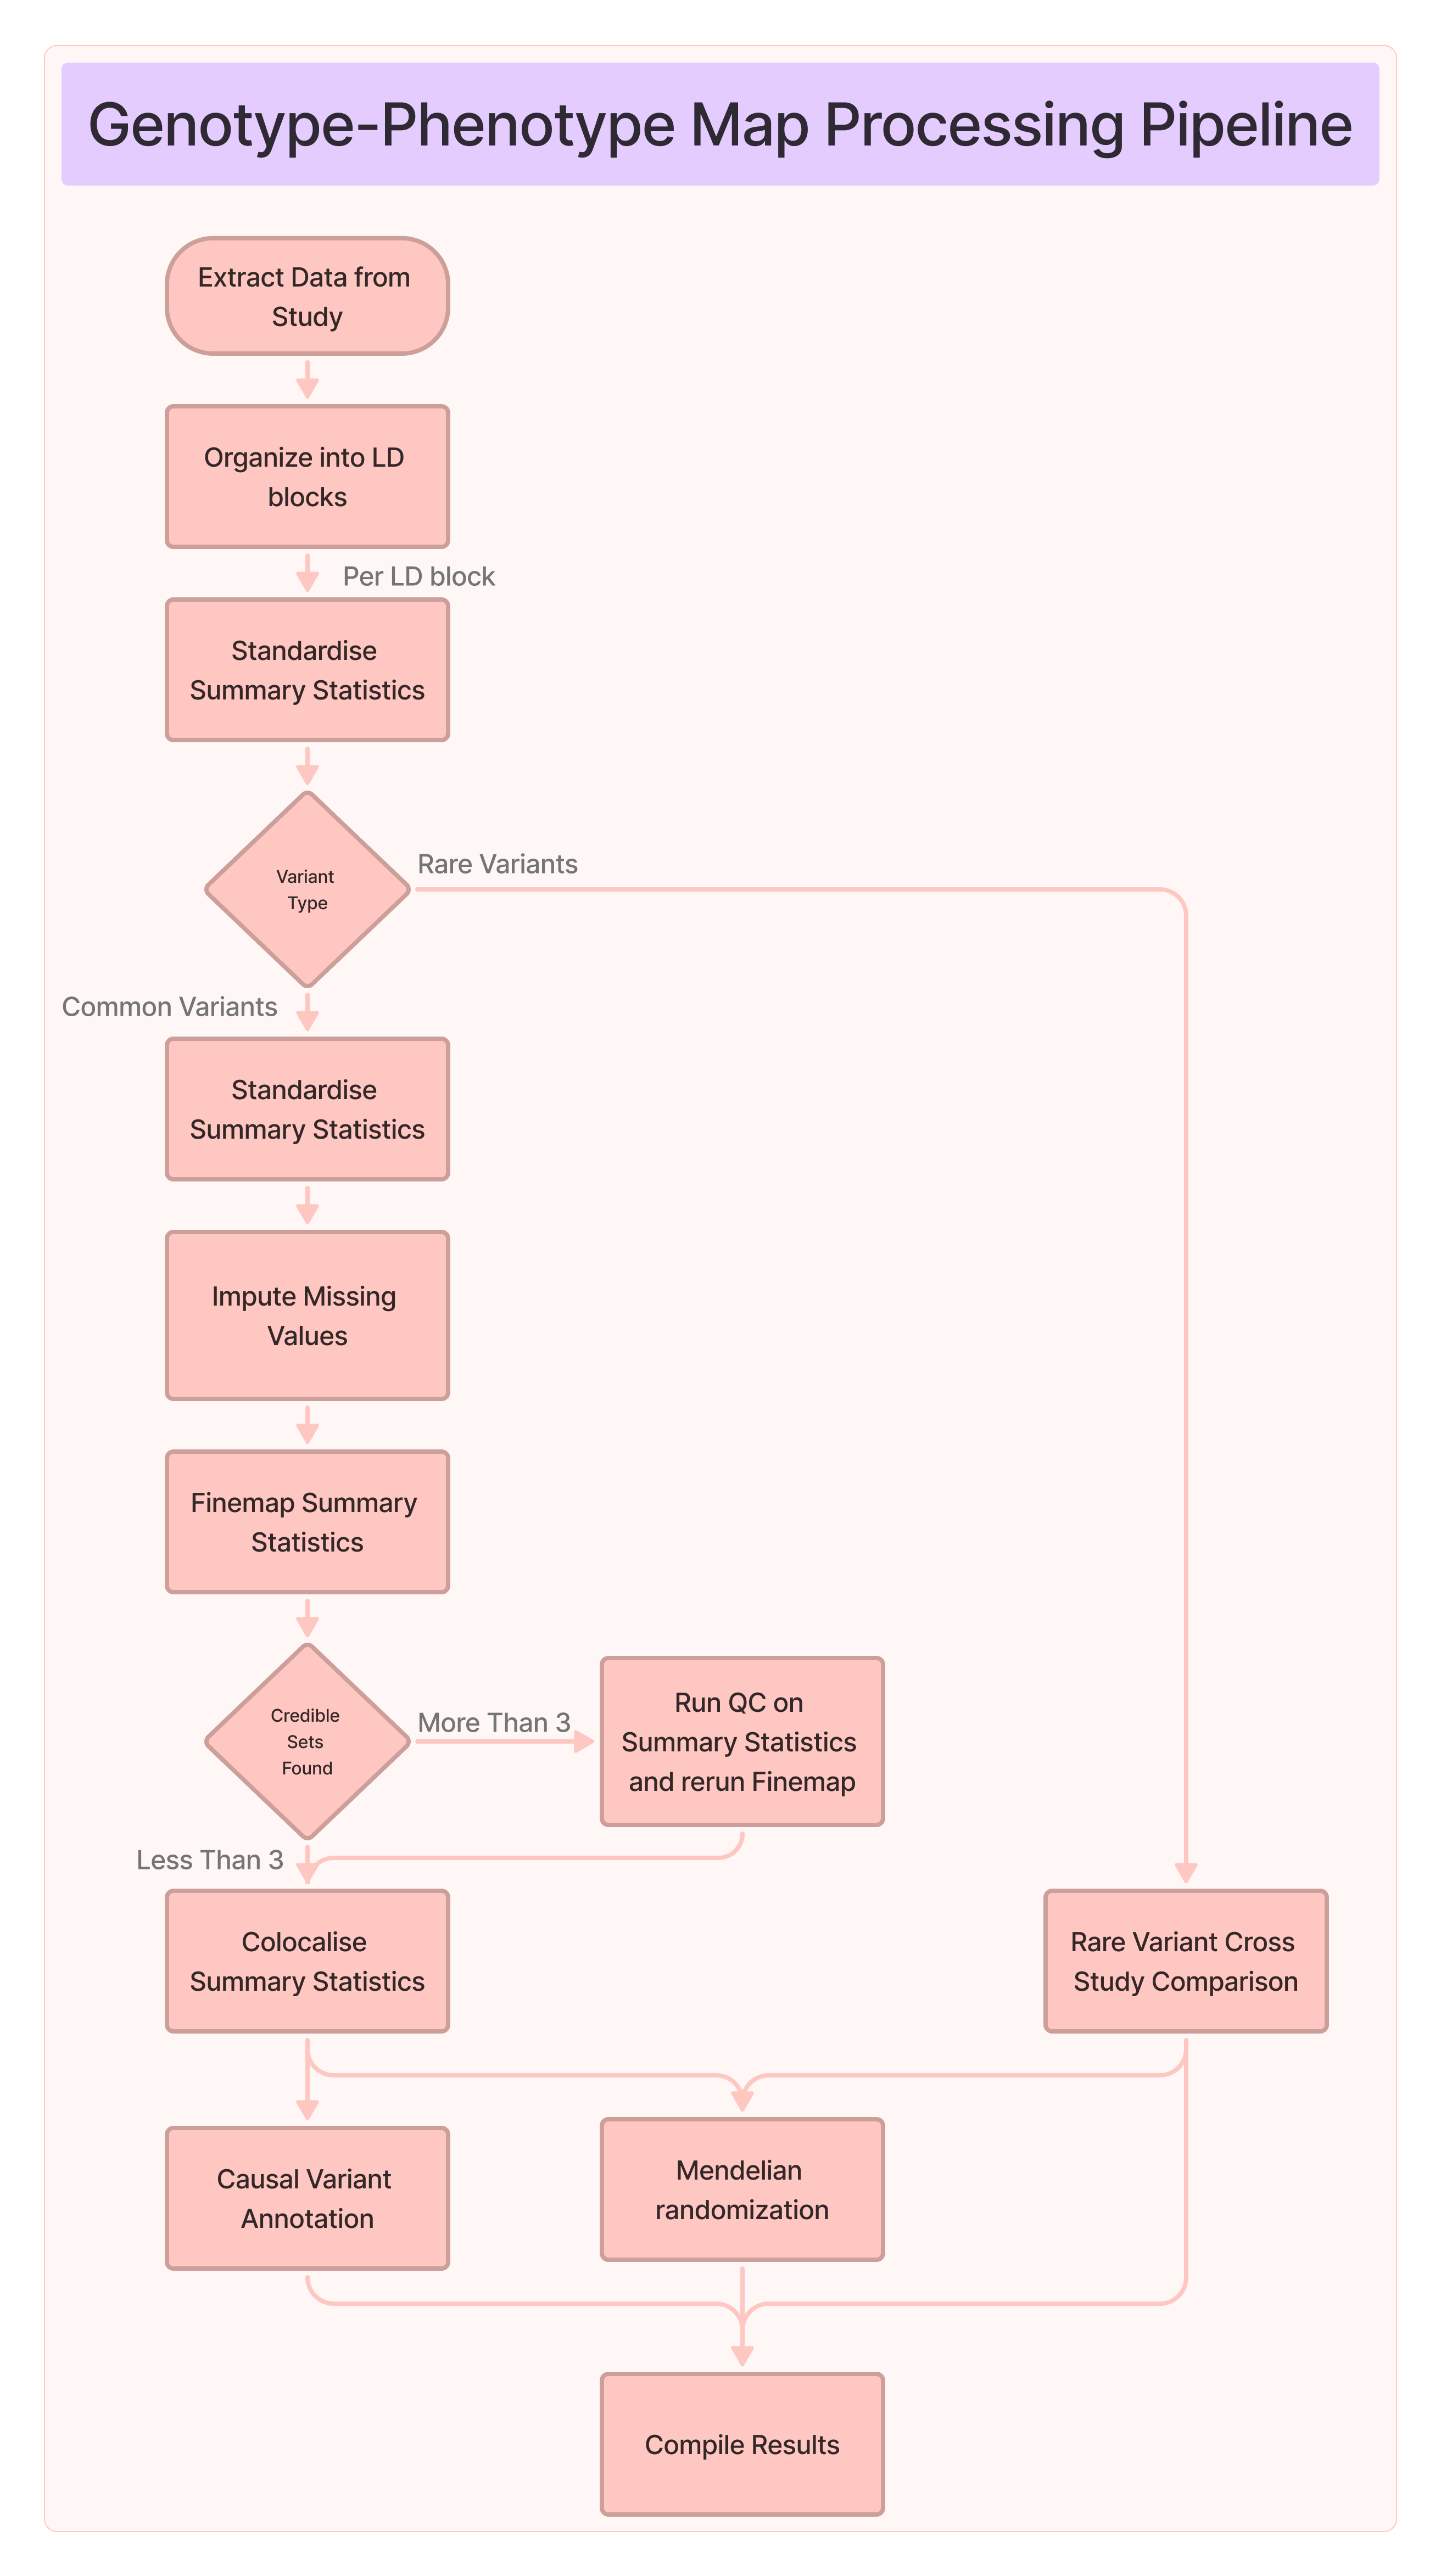 Genotype-Phenotype Map Processing Pipeline
Extract Data from
Study
Organize into LD
blocks
Per LD block
Standardise
Summary Statistics
Variant
Type
Rare Variants
Common Variants
Standardise
Summary Statistics
Impute Missing
Values
Finemap Summary
Statistics
Credible
Sets
Found
More Than 3
Run QC on
Summary Statistics
and rerun Finemap
Less Than 3
Colocalise
Summary Statistics
Rare Variant Cross
Study Comparison
Causal Variant
Annotation
Mendelian
randomization
Compile Results